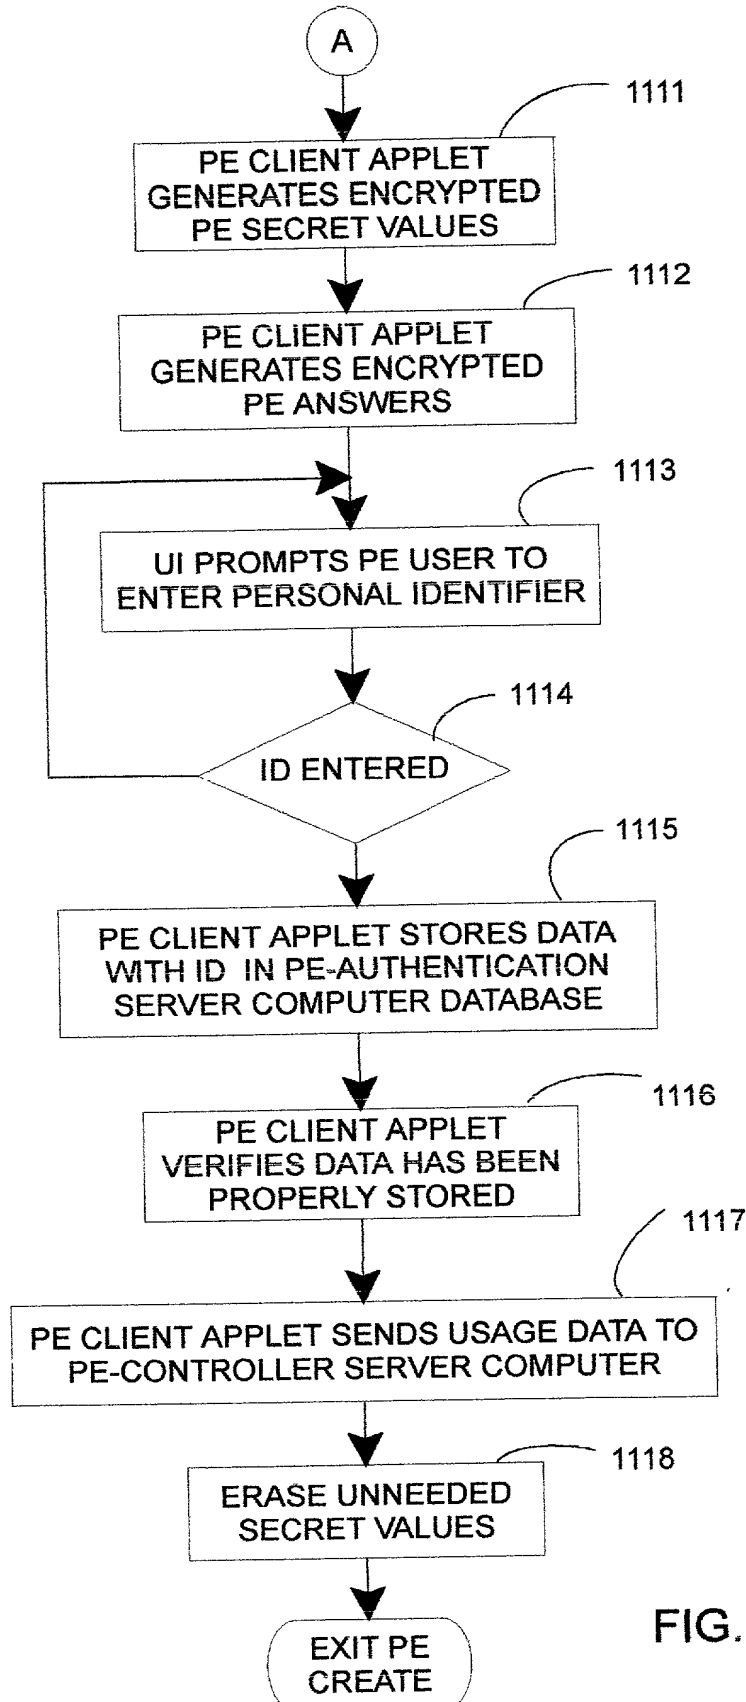 A
1111
PE CLIENT APPLET
GENERATES ENCRYPTED
PE SECRET VALUES
1112
PE CLIENT APPLET
GENERATES ENCRYPTED
PE ANSWERS
1113
UI PROMPTS PE USER TO
ENTER PERSONAL IDENTIFIER
1114
ID ENTERED
1115
PE CLIENT APPLET STORES DATA
WITH ID IN PE-AUTHENTICATION
SERVER COMPUTER DATABASE
1116
PE CLIENT APPLET
VERIFIES DATA HAS BEEN
PROPERLY STORED
1117
PE CLIENT APPLET SENDS USAGE DATA TO
PE-CONTROLLER SERVER COMPUTER
1118
ERASE UNNEEDED
SECRET VALUES
EXIT PE
CREATE
FIG.